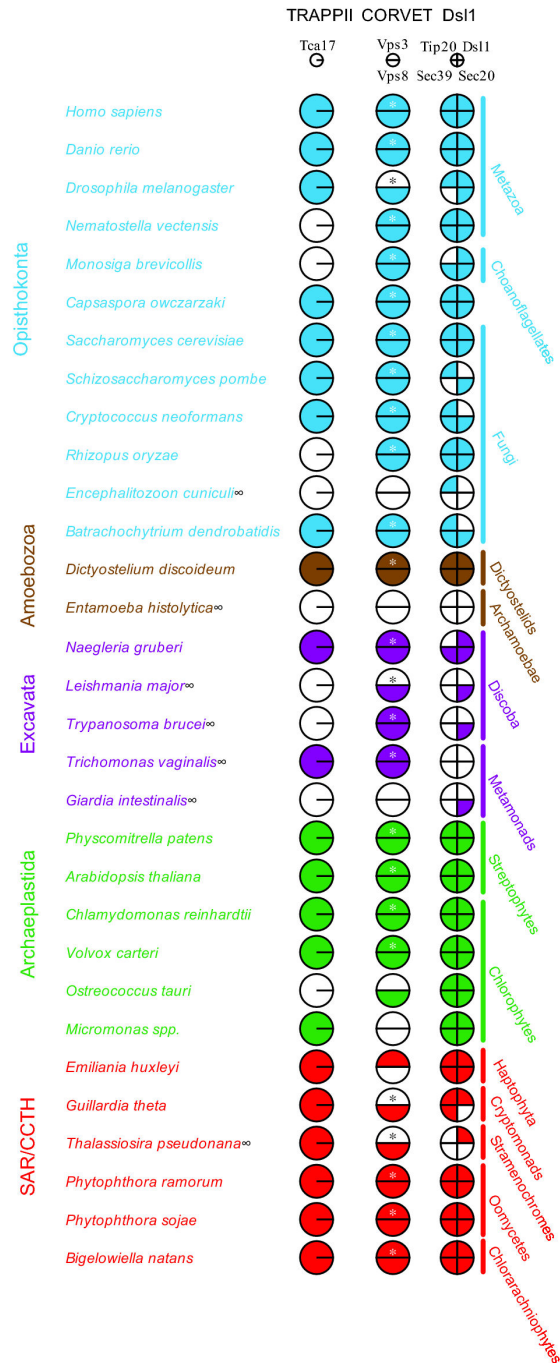 TRAPPII CORVET Dsl1
Tca17 Vps3 Tip20 Dsl1
Vps8 Sec39 Sec20
Homo sapiens *
Danio rerio *
Drosophila melanogaster *
Nematostella vectensis *
Monosiga brevicollis *
Capsaspora owczarzaki *
Saccharomyces cerevisiae *
Schizosaccharomyces pombe *
Cryptococcus neoformans *
Rhizopus oryzae *
Encephalitozoon cuniculi∞
Batrachochytrium dendrobatidis *
Dictyostelium discoideum *
Entamoeba histolytica∞
Naegleria gruberi *
Leishmania major∞ *
Trypanosoma brucei∞ *
Trichomonas vaginalis∞ *
Giardia intestinalis∞
Physcomitrella patens *
Arabidopsis thaliana *
Chlamydomonas reinhardtii *
Volvox carteri *
Ostreococcus tauri
Micromonas spp.
Emiliania huxleyi
Guillardia theta *
Thalassiosira pseudonana∞ *
Phytophthora ramorum *
Phytophthora sojae *
Bigelowiella natans *
Opisthokonta
Amoebozoa
Excavata
Archaeplastida
SAR/CCTH
Metazoa
Choanoflagellates
Fungi
Dictyostelids
Archamoebae
Discoba
Metamonads
Streptophytes
Chlorophytes
Haptophyta
Cryptomonads
Stramenochromes
Oomycetes
Chlorarachniophytes